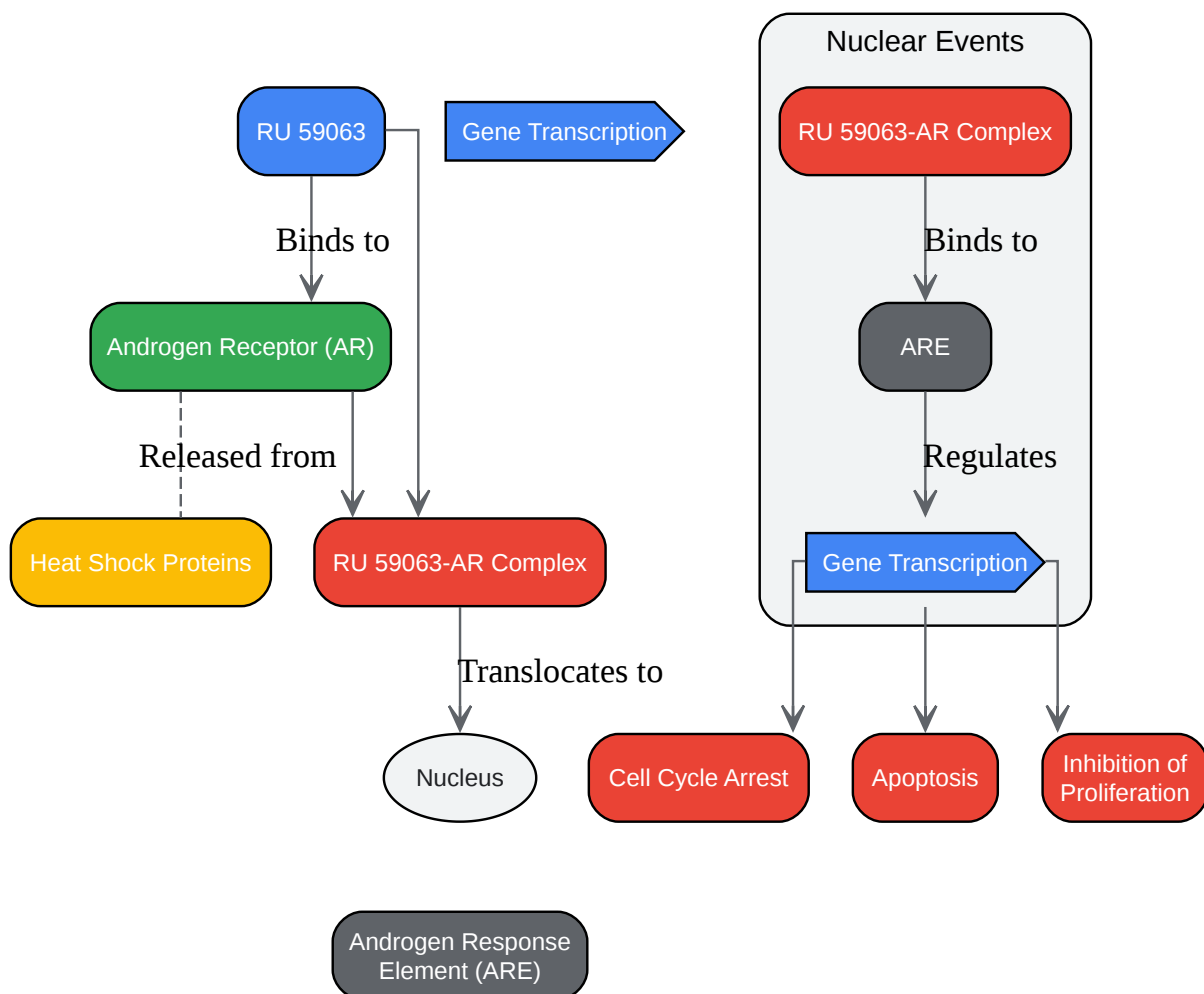 Nuclear Events
RU 59063
Gene Transcription
RU 59063-AR Complex
Binds to
Binds to
Androgen Receptor (AR)
ARE
Released from
Regulates
Heat Shock Proteins
RU 59063-AR Complex
Gene Transcription
Translocates to
Nucleus
Cell Cycle Arrest
Apoptosis
Inhibition of
Proliferation
Androgen Response
Element (ARE)